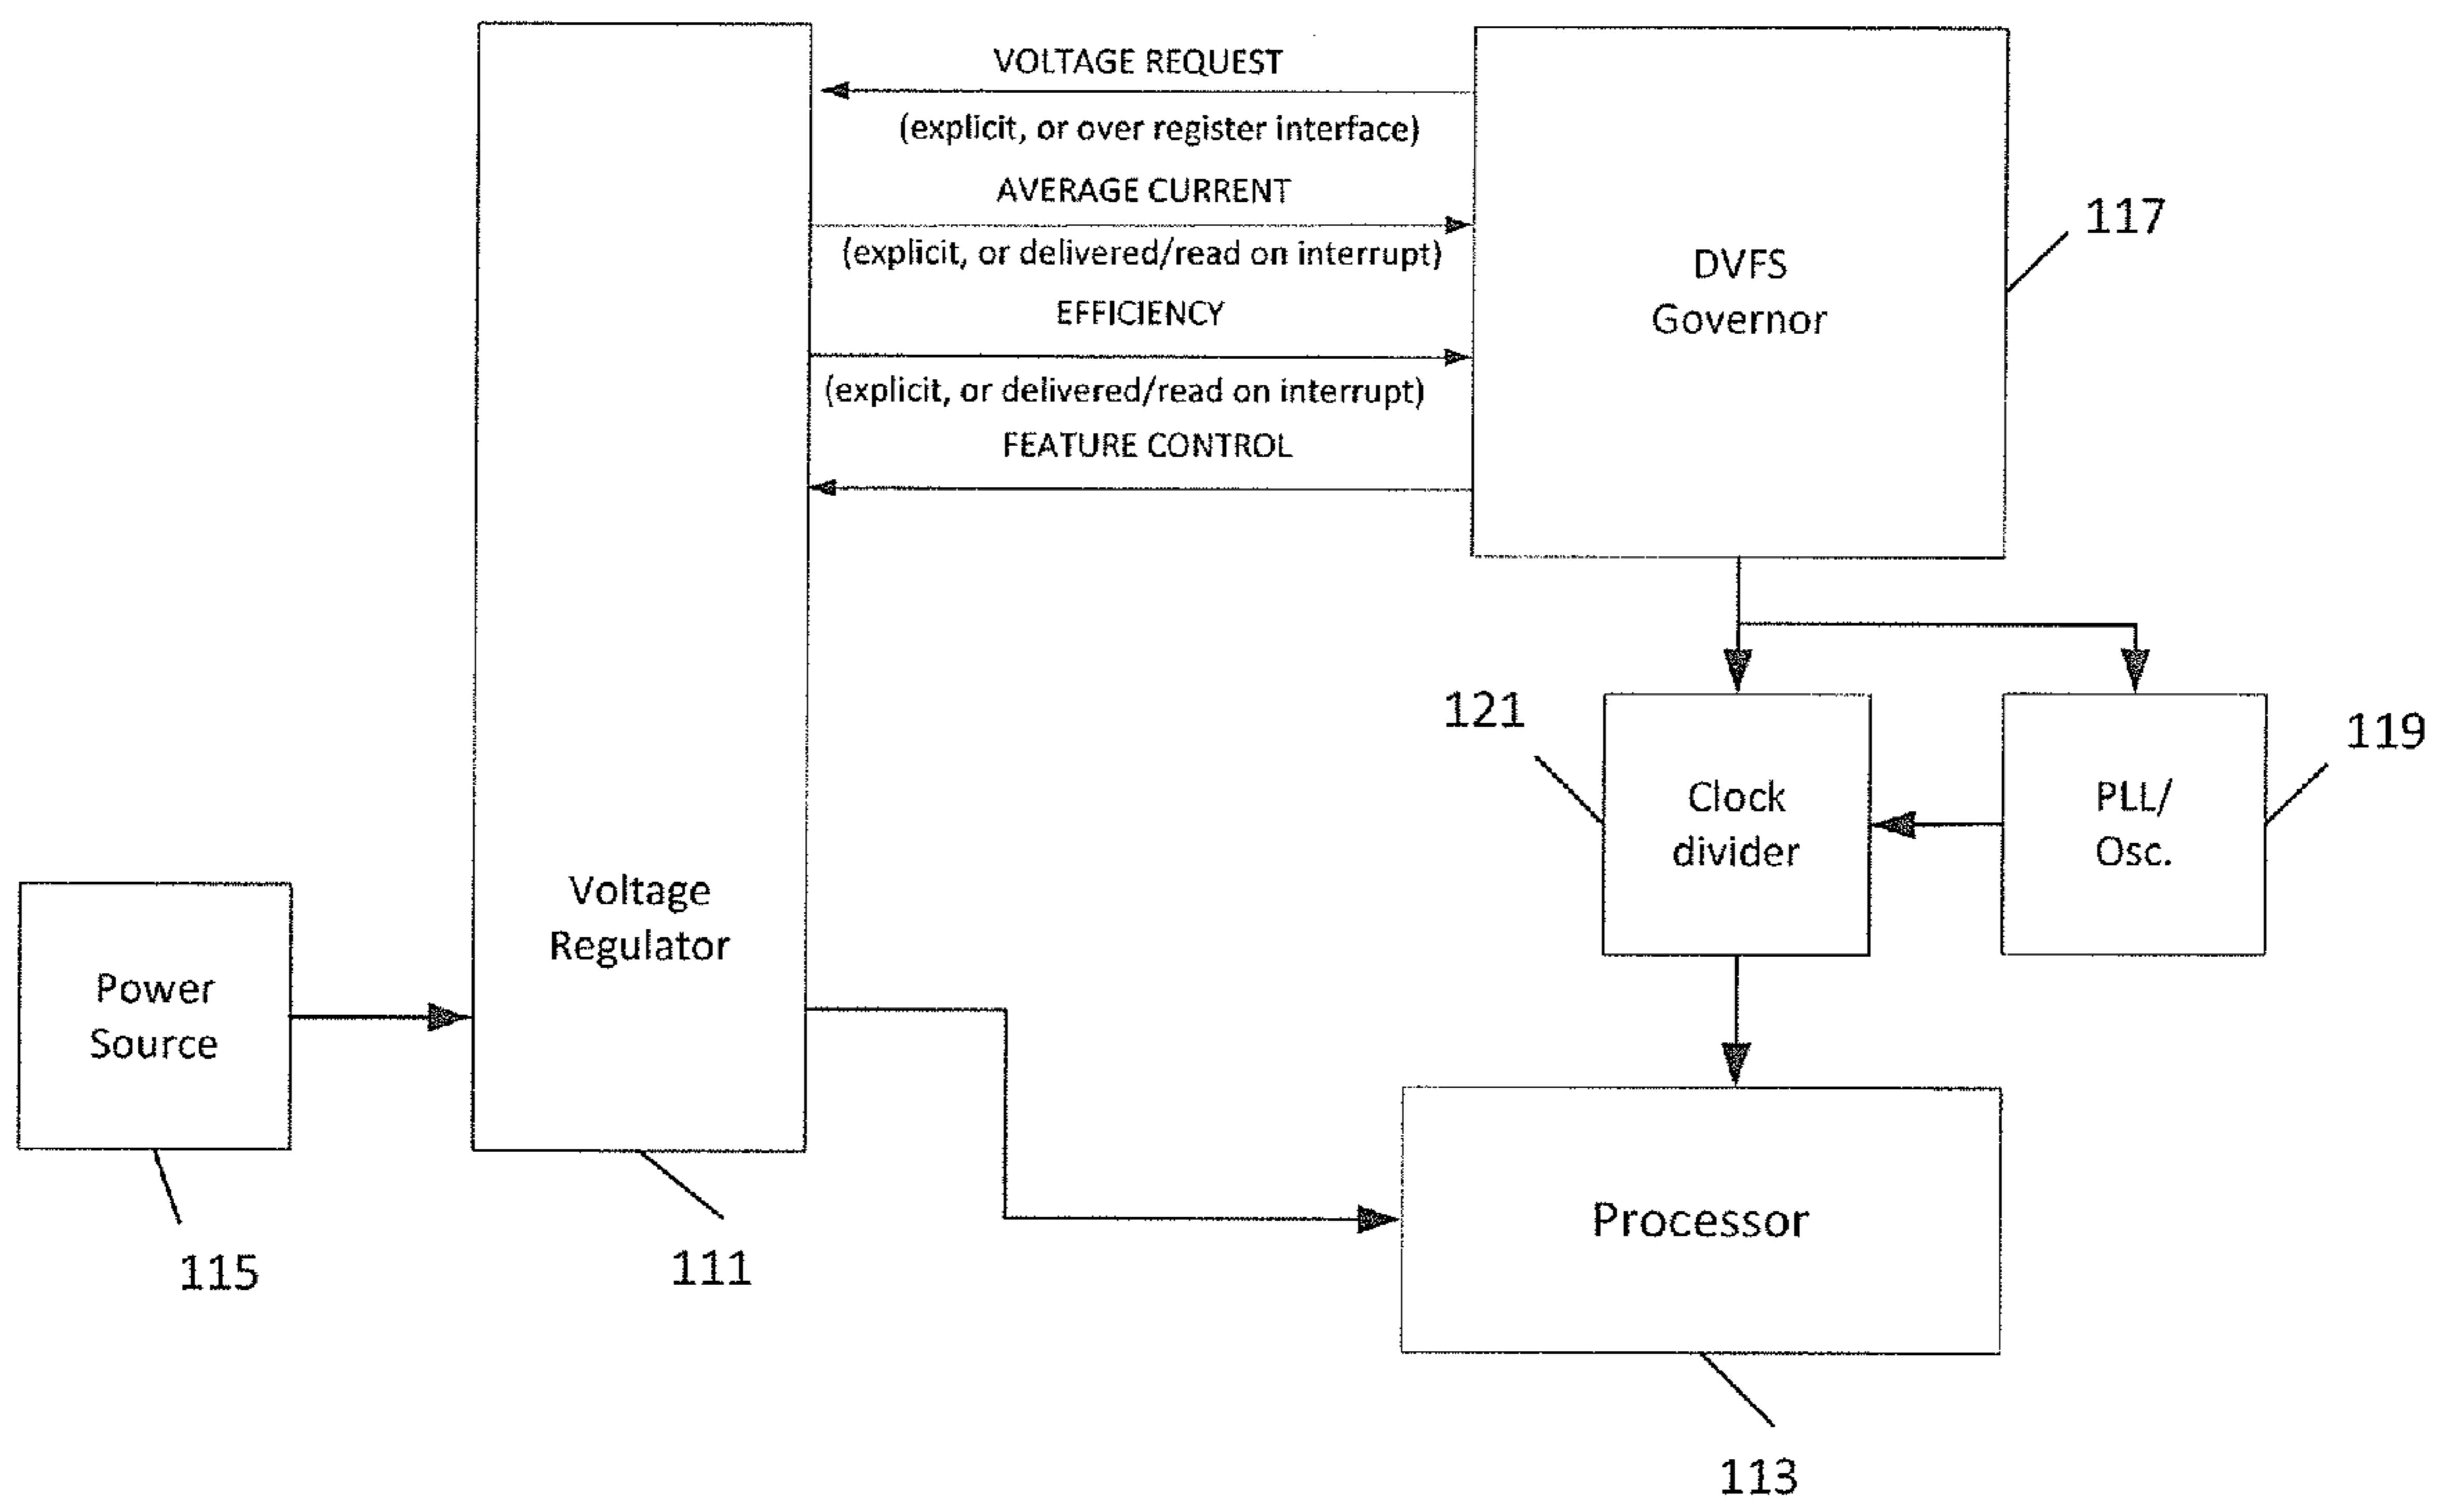 VOLTAGE REQUEST
(explicit, or over register interface)
AVERAGE CURRENT
(explicit, or delivered/read on interrupt)
EFFICIENCY
(explicit, or delivered/read on interrupt)
FEATURE CONTROL
DVFS
Governor
117
121
119
Clock
divider
PLL/
Osc.
Voltage
Regulator
Power
Source
Processor
115
111
113